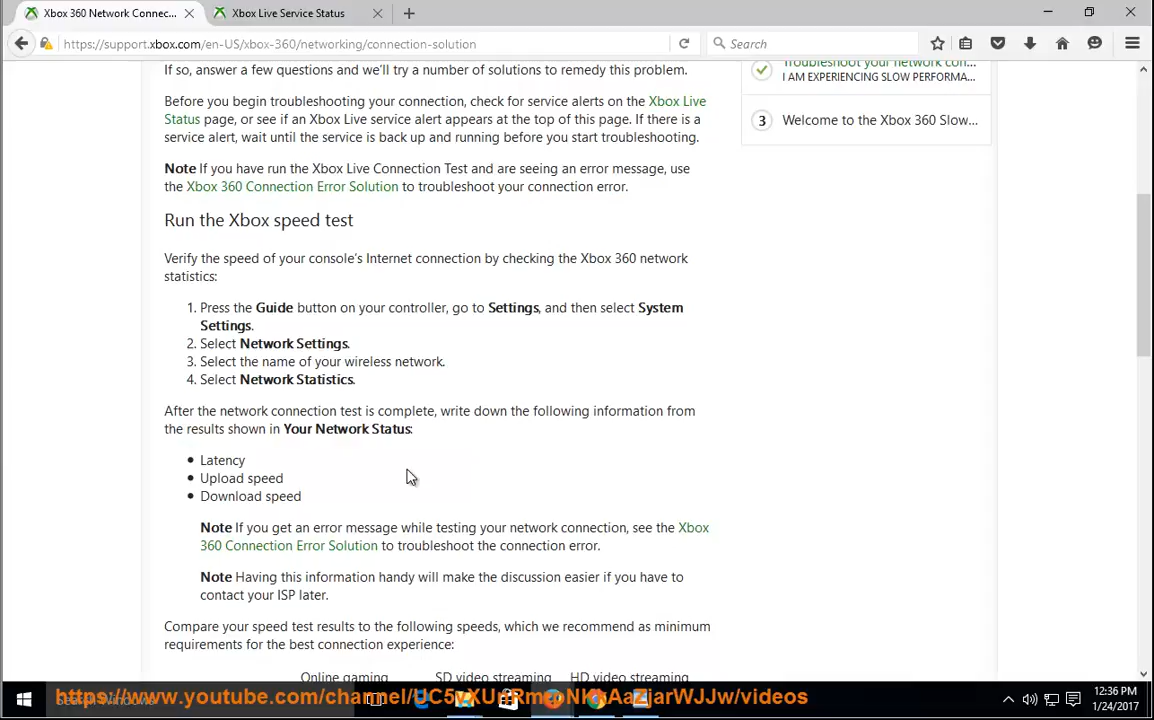 Xbox 360 Network Connec...
Xbox Live Service Status
https://support.xbox.com/en-US/xbox-360/networking/connection-solution
Search
If so, answer a few questions and we'll try a number of solutions to remedy this problem.
Before you begin troubleshooting your connection, check for service alerts on the Xbox Live
Status page, or see if an Xbox Live service alert appears at the top of this page. If there is a
service alert, wait until the service is back up and running before you start troubleshooting.
Note If you have run the Xbox Live Connection Test and are seeing an error message, use
the Xbox 360 Connection Error Solution to troubleshoot your connection error.
Run the Xbox speed test
Verify the speed of your console's Internet connection by checking the Xbox 360 network
statistics:
1. Press the Guide button on your controller, go to Settings, and then select System
Settings.
2. Select Network Settings.
3. Select the name of your wireless network.
4. Select Network Statistics.
After the network connection test is complete, write down the following information from
the results shown in Your Network Status:
• Latency
• Upload speed
• Download speed
Note If you get an error message while testing your network connection, see the Xbox
360 Connection Error Solution to troubleshoot the connection error.
Note Having this information handy will make the discussion easier if you have to
contact your ISP later.
Compare your speed test results to the following speeds, which we recommend as minimum
requirements for the best connection experience:
Online gaming SD video streaming HD video streaming
Troubleshoot your network con...
I AM EXPERIENCING SLOW PERFORMA...
3 Welcome to the Xbox 360 Slow...
Search Windows
12:36 PM
1/24/2017